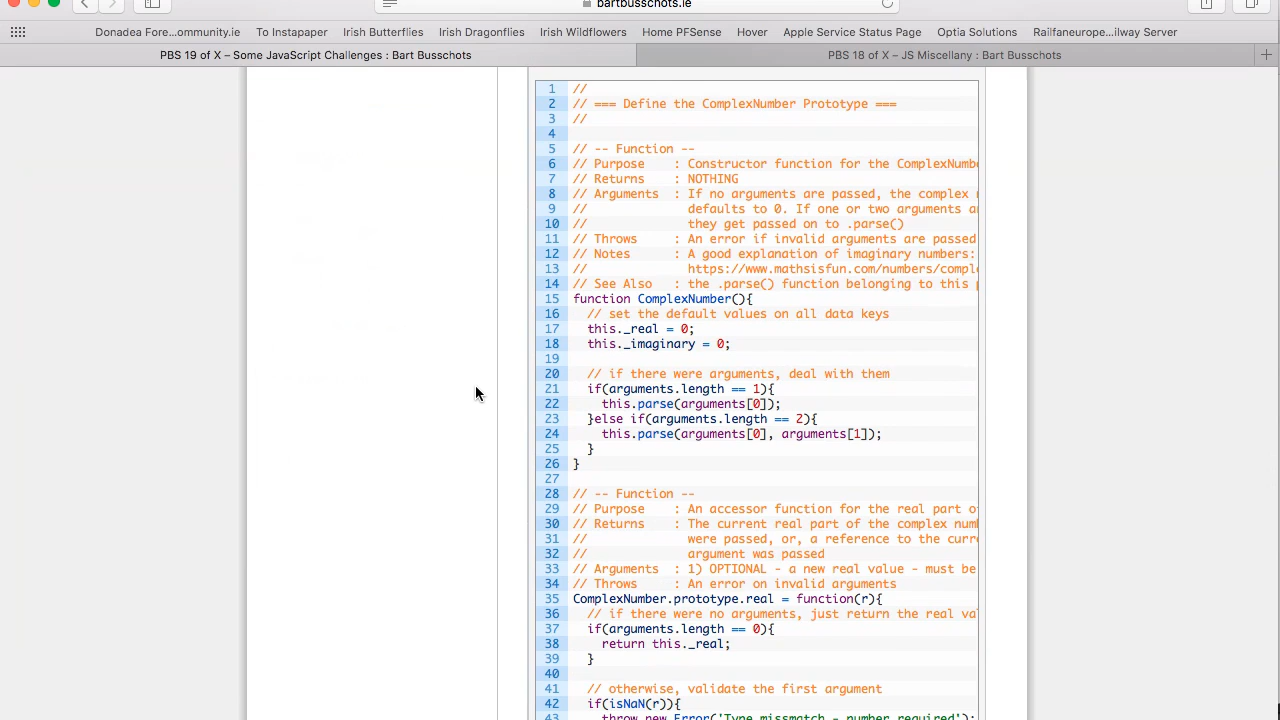 bartbusschots.ie
Donadea Fore...ommunity.ie To Instapaper Irish Butterflies Irish Dragonflies Irish Wildflowers Home PFSense Hover Apple Service Status Page Optia Solutions Railfaneurope...ilway Server
PBS 19 of X – Some JavaScript Challenges : Bart Busschots PBS 18 of X – JS Miscellany : Bart Busschots
1 //
2 // === Define the ComplexNumber Prototype ===
3 //
4
5 // -- Function --
6 // Purpose : Constructor function for the ComplexNumbe
7 // Returns : NOTHING
8 // Arguments : If no arguments are passed, the complex n
9 // defaults to 0. If one or two arguments ar
10 // they get passed on to .parse()
11 // Throws : An error if invalid arguments are passed
12 // Notes : A good explanation of imaginary numbers:
13 // https://www.mathsisfun.com/numbers/comple
14 // See Also : the .parse() function belonging to this p
15 function ComplexNumber(){
16 // set the default values on all data keys
17 this._real = 0;
18 this._imaginary = 0;
19
20 // if there were arguments, deal with them
21 if(arguments.length == 1){
22 this.parse(arguments[0]);
23 }else if(arguments.length == 2){
24 this.parse(arguments[0], arguments[1]);
25 }
26 }
27
28 // -- Function --
29 // Purpose : An accessor function for the real part o
30 // Returns : The current real part of the complex num
31 // were passed, or, a reference to the curr
32 // argument was passed
33 // Arguments : 1) OPTIONAL - a new real value - must be
34 // Throws : An error on invalid arguments
35 ComplexNumber.prototype.real = function(r){
36 // if there were no arguments, just return the real va
37 if(arguments.length == 0){
38 return this._real;
39 }
40
41 // otherwise, validate the first argument
42 if(isNaN(r)){
43 throw new Error('Type missmatch - number required');